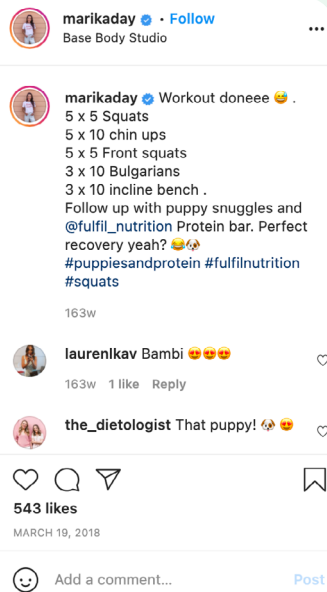 marikaday • Follow
Base Body Studio
marikaday Workout doneee 😅 .
5 x 5 Squats
5 x 10 chin ups
5 x 5 Front squats
3 x 10 Bulgarians
3 x 10 incline bench .
Follow up with puppy snuggles and
@fulfil_nutrition Protein bar. Perfect
recovery yeah? 😂🐶
#puppiesandprotein #fulfilnutrition
#squats
163w
laurenlkav Bambi 😍😍😍
163w 1 like Reply
the_dietologist That puppy! 🐶 😍
543 likes
MARCH 19, 2018
Add a comment... Post